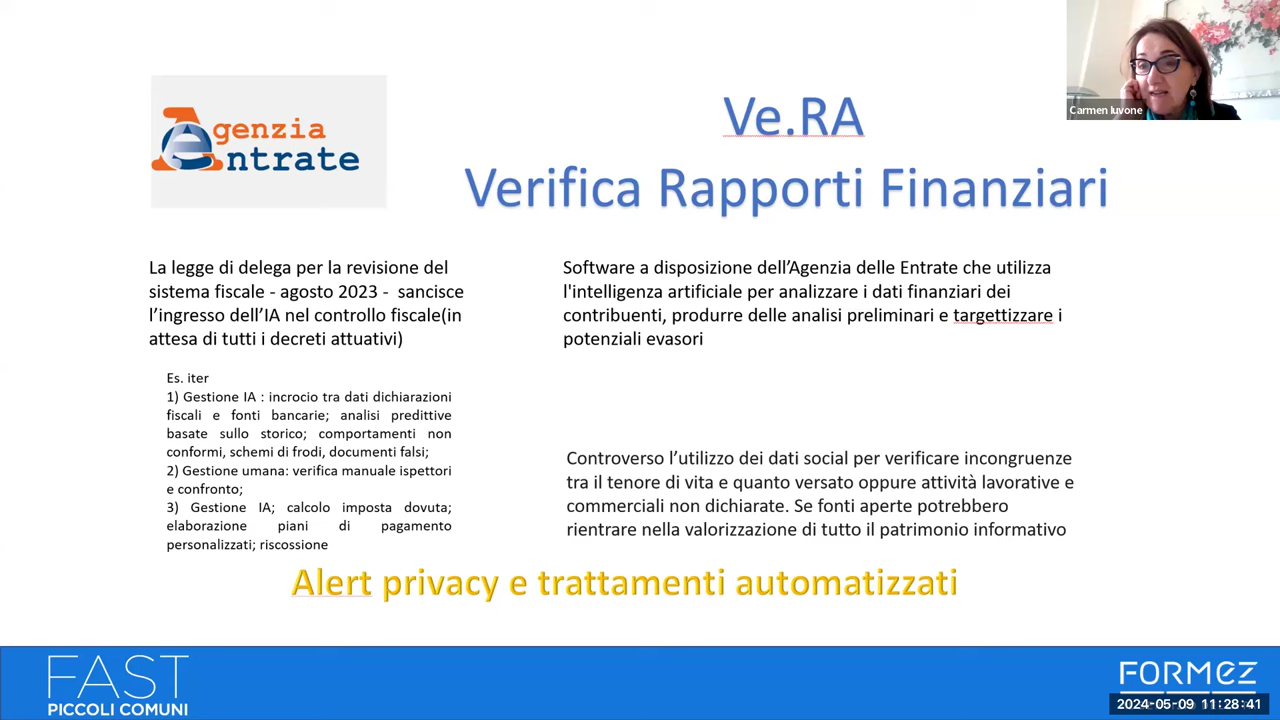 Carmen Iuvone
Agenzia
Entrate
Ve.RA
Verifica Rapporti Finanziari
La legge di delega per la revisione del
sistema fiscale - agosto 2023 -  sancisce
l’ingresso dell’IA nel controllo fiscale(in
attesa di tutti i decreti attuativi)
Software a disposizione dell’Agenzia delle Entrate che utilizza
l'intelligenza artificiale per analizzare i dati finanziari dei
contribuenti, produrre delle analisi preliminari e targettizzare i
potenziali evasori
Es. iter
1) Gestione IA : incrocio tra dati dichiarazioni
fiscali e fonti bancarie; analisi predittive
basate sullo storico; comportamenti non
conformi, schemi di frodi, documenti falsi;
2) Gestione umana: verifica manuale ispettori
e confronto;
3) Gestione IA; calcolo imposta dovuta;
elaborazione piani di pagamento
personalizzati; riscossione
Controverso l’utilizzo dei dati social per verificare incongruenze
tra il tenore di vita e quanto versato oppure attività lavorative e
commerciali non dichiarate. Se fonti aperte potrebbero
rientrare nella valorizzazione di tutto il patrimonio informativo
Alert privacy e trattamenti automatizzati
FAST
PICCOLI COMUNI
FORMEZ
2024-05-09 11:28:41